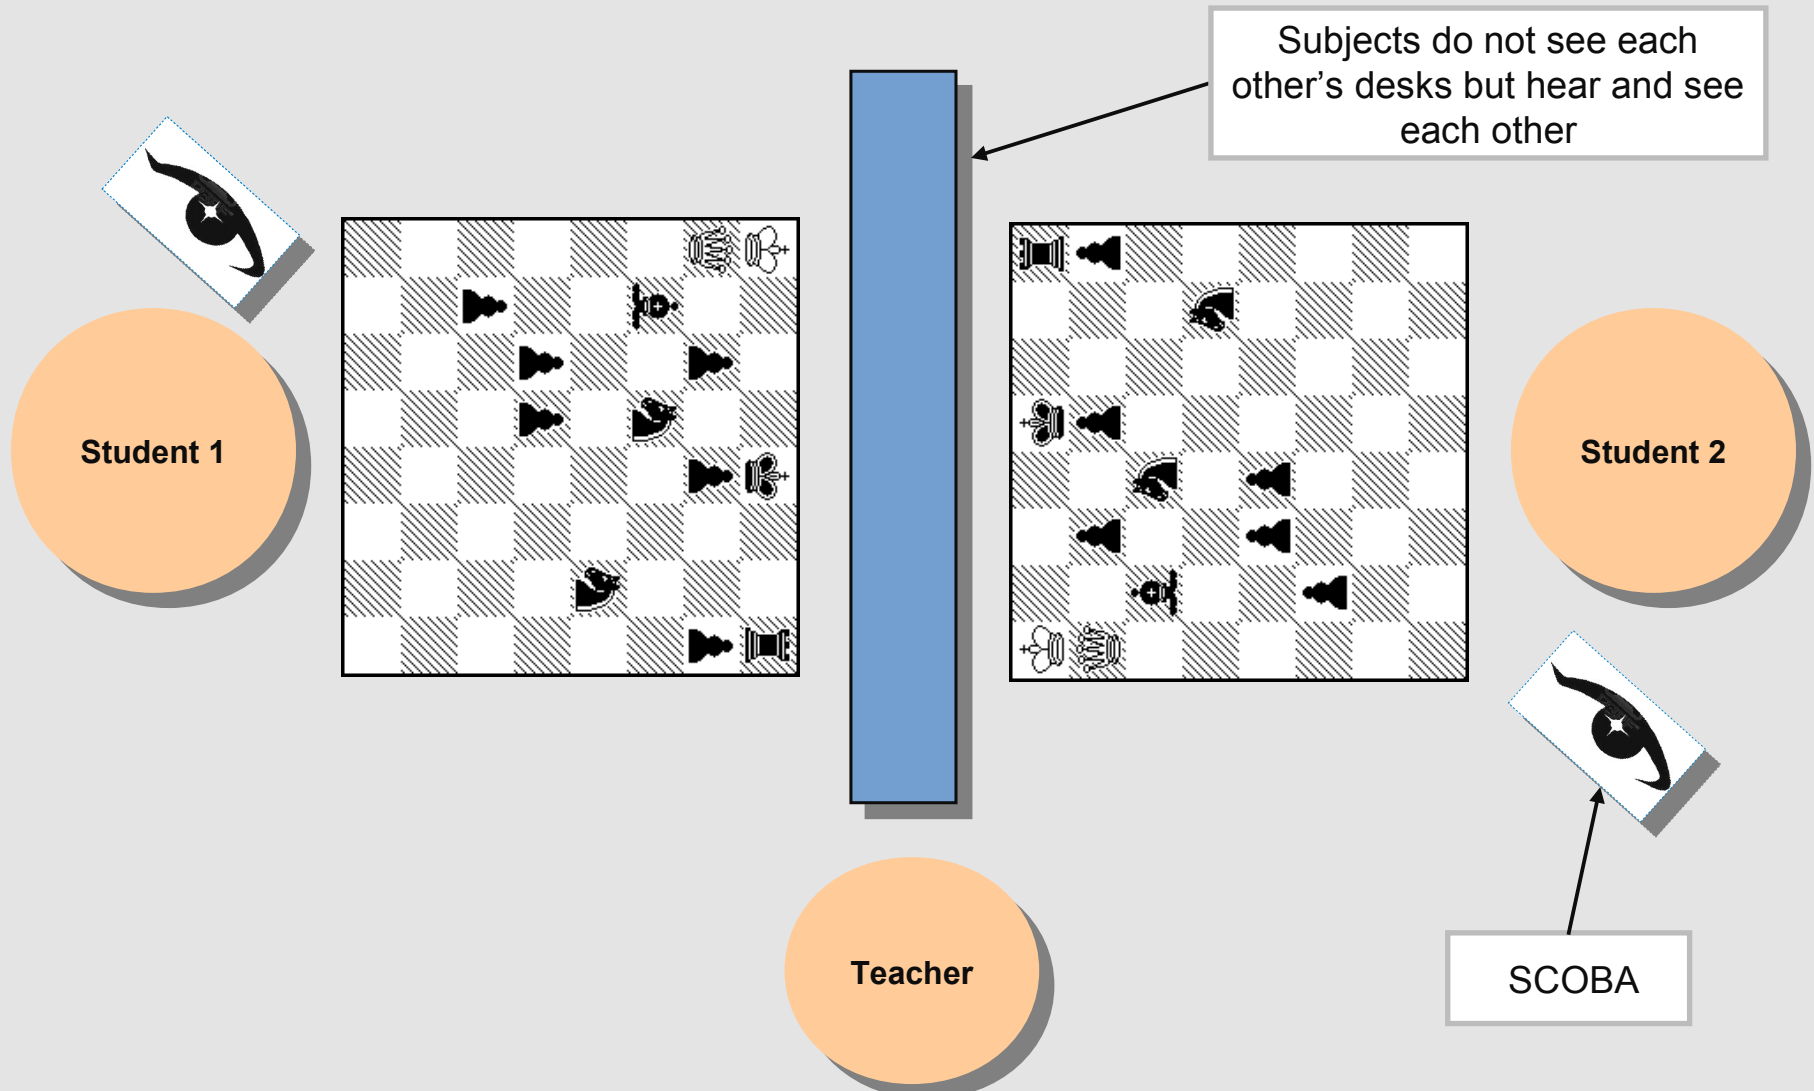 Subjects do not see each
other’s desks but hear and see
each other
Student 1
Student 2
Teacher
SCOBA